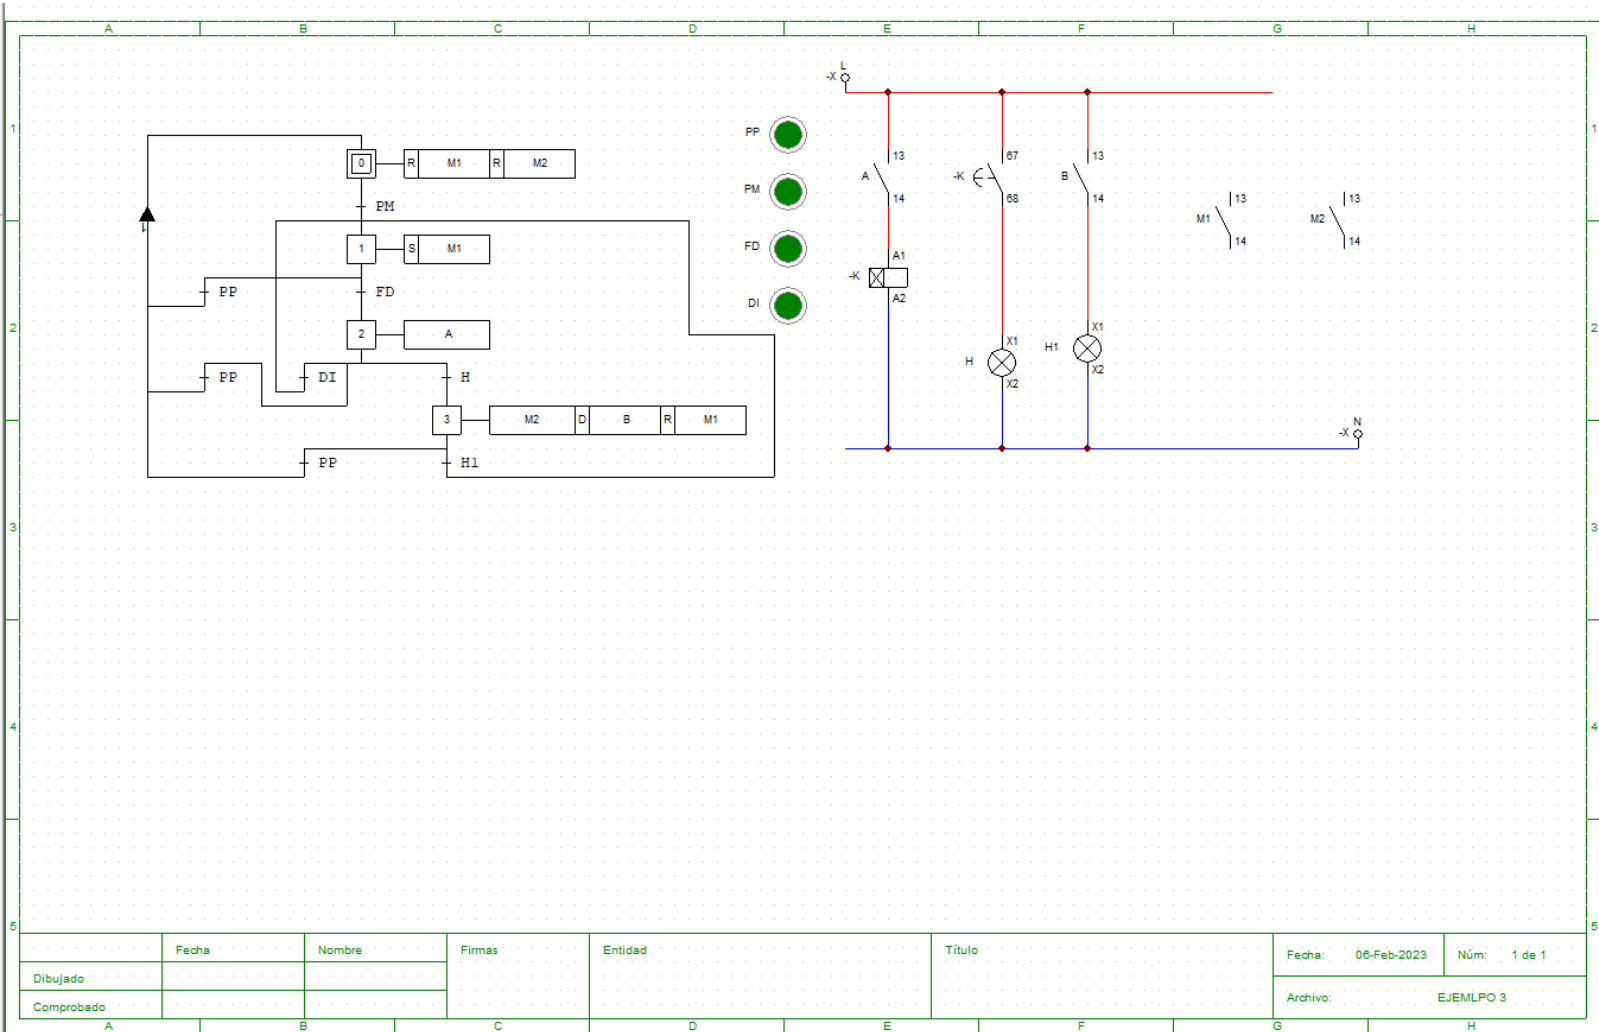 A B C D E F G H
L
-X
1 1
PP
13 67 13
0 R M1 R M2
A -K B
PM
14 68 14
13 13
PM
M1 M2
1
14 14
1 S M1
FD
A1
-K
PP FD
A2
DI
2 2
X1
2 A
X1
H1
H
X2
PP DI H
X2
N
-X
3 M2 D B R M1
PP H1
3 3
4 4
5 5
Fecha Nombre Firmas Entidad Título
Fecha: 06-Feb-2023 Núm: 1 de 1
Dibujado
Archivo: EJEMLPO 3
Comprobado
A B C D E F G H